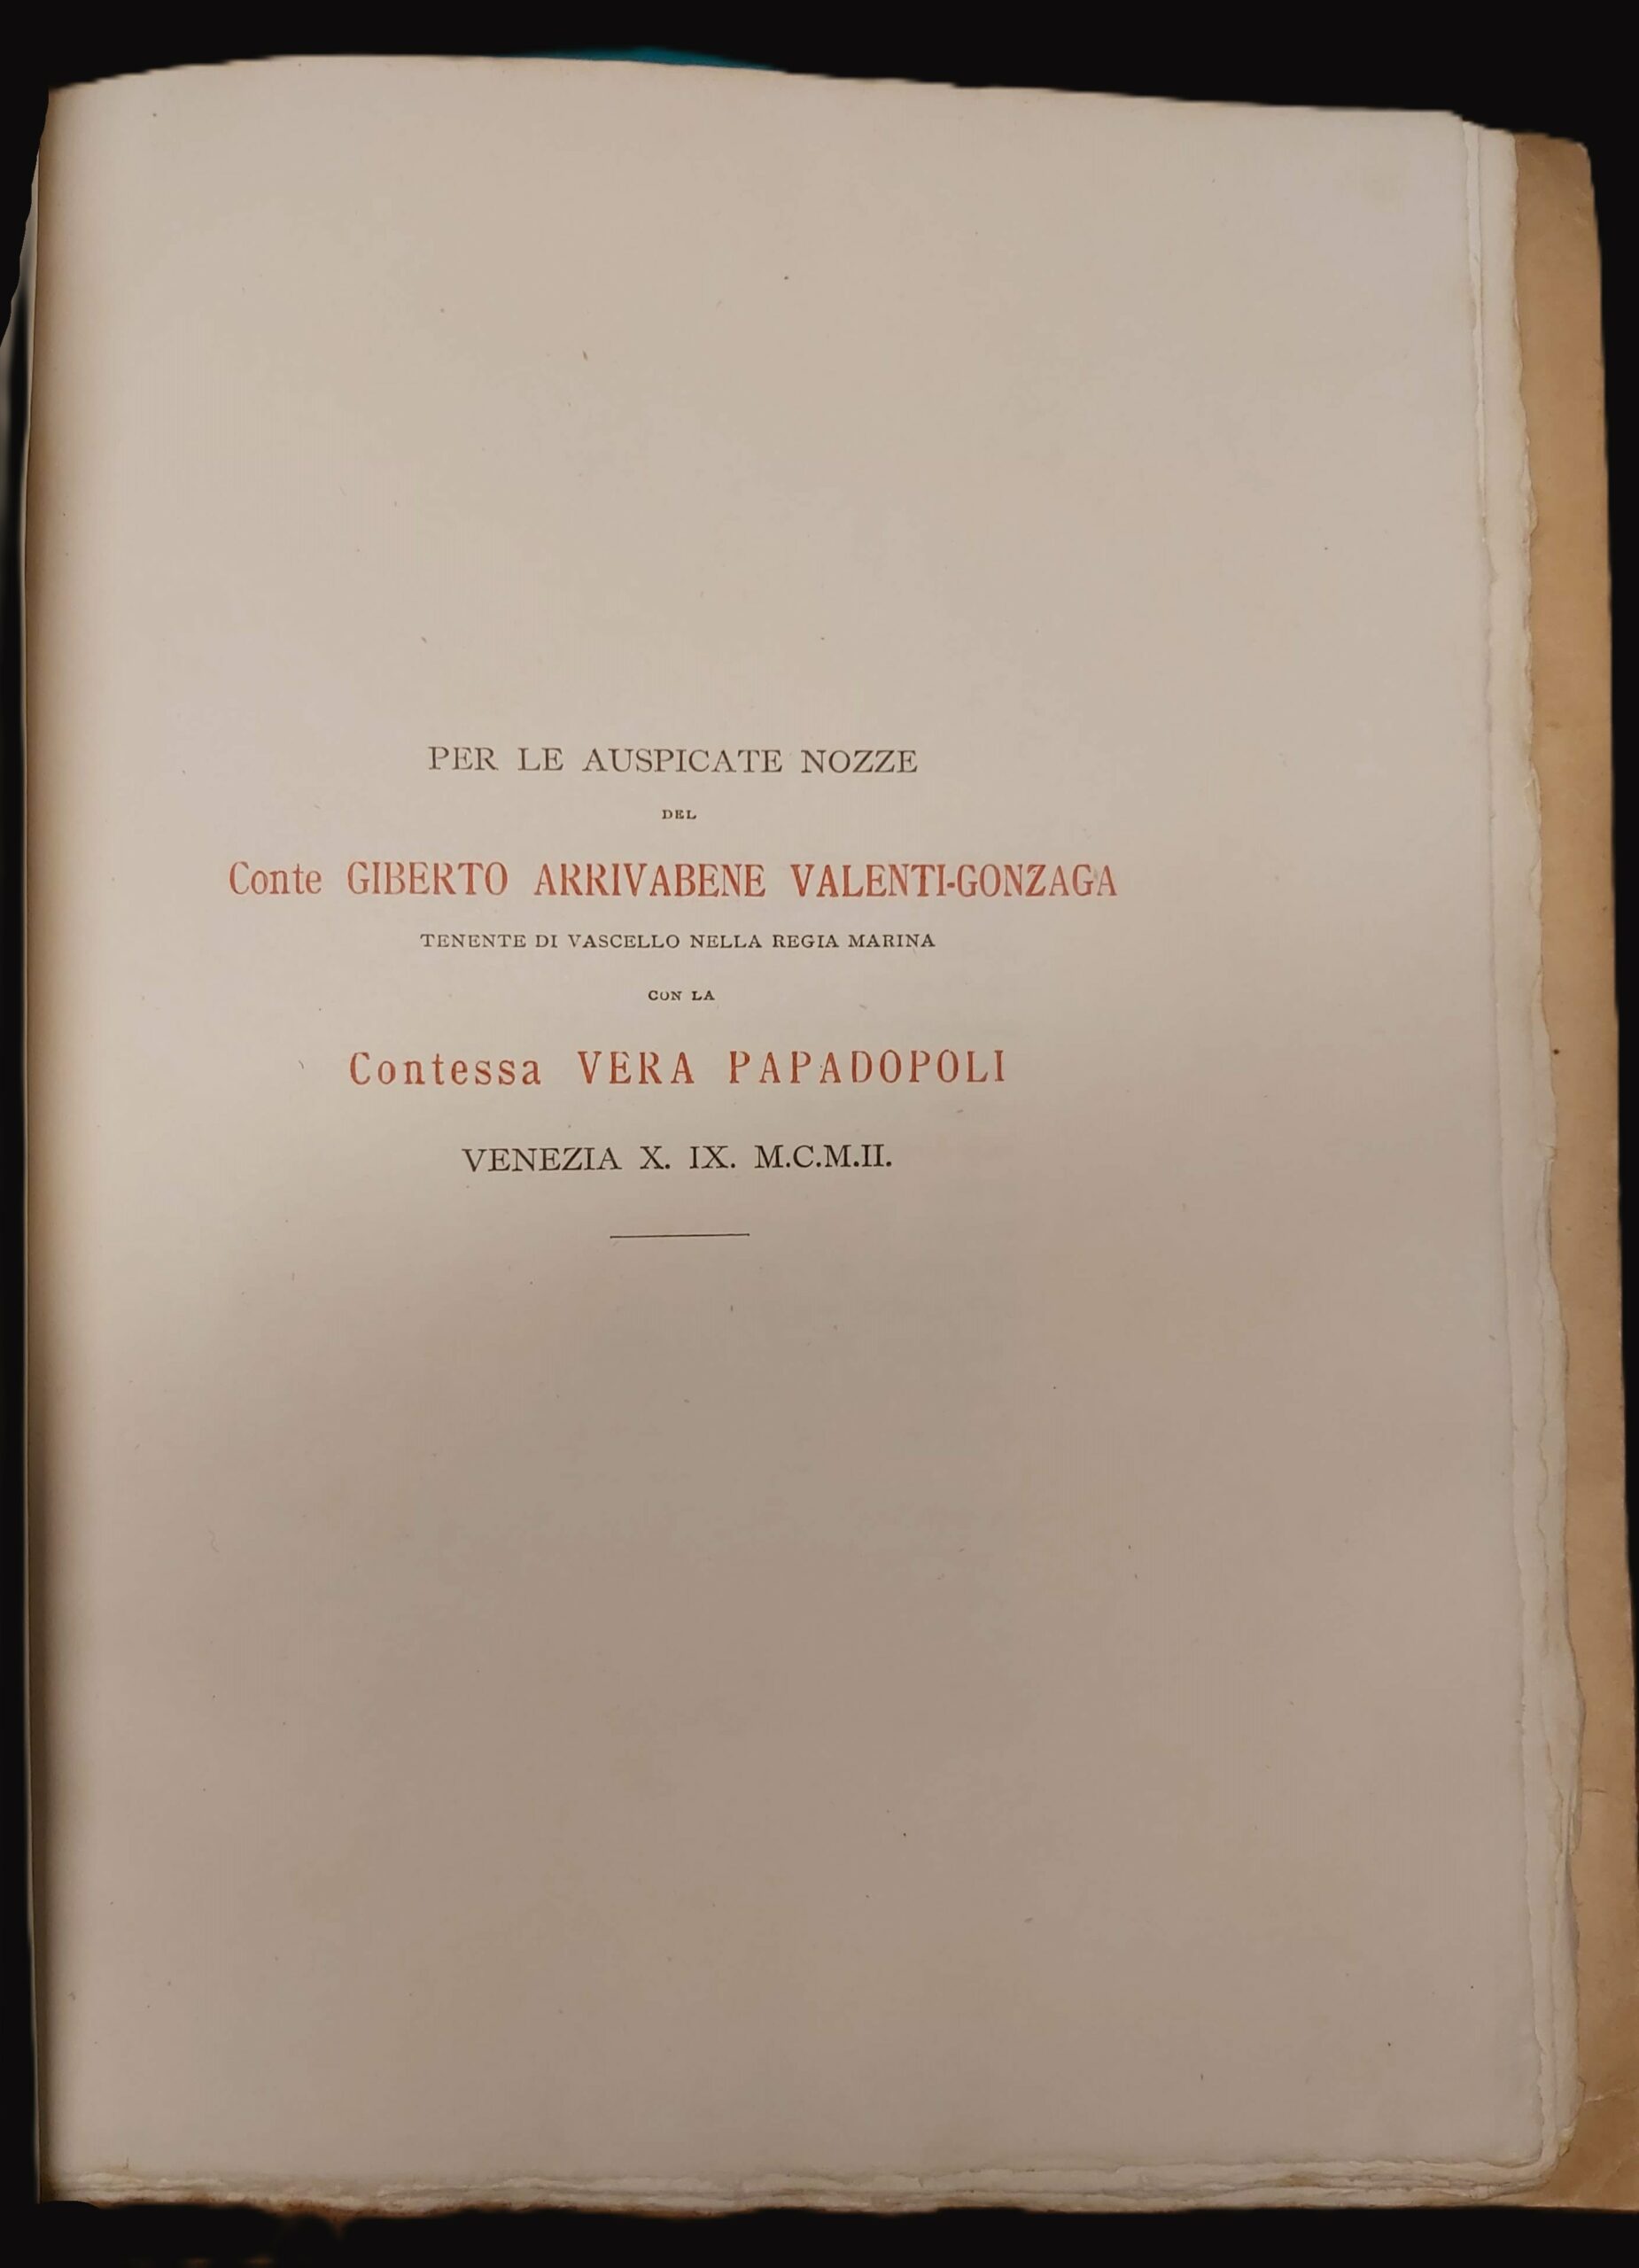 PER LE AUSPICATE NOZZE
DEL
Conte GIBERTO ARRIVABENE VALENTI-GONZAGA
TENENTE DI VASCELLO NELLA REGIA MARINA
CON LA
Contessa VERA PAPADOPOLI
VENEZIA X. IX. M.C.M.II.